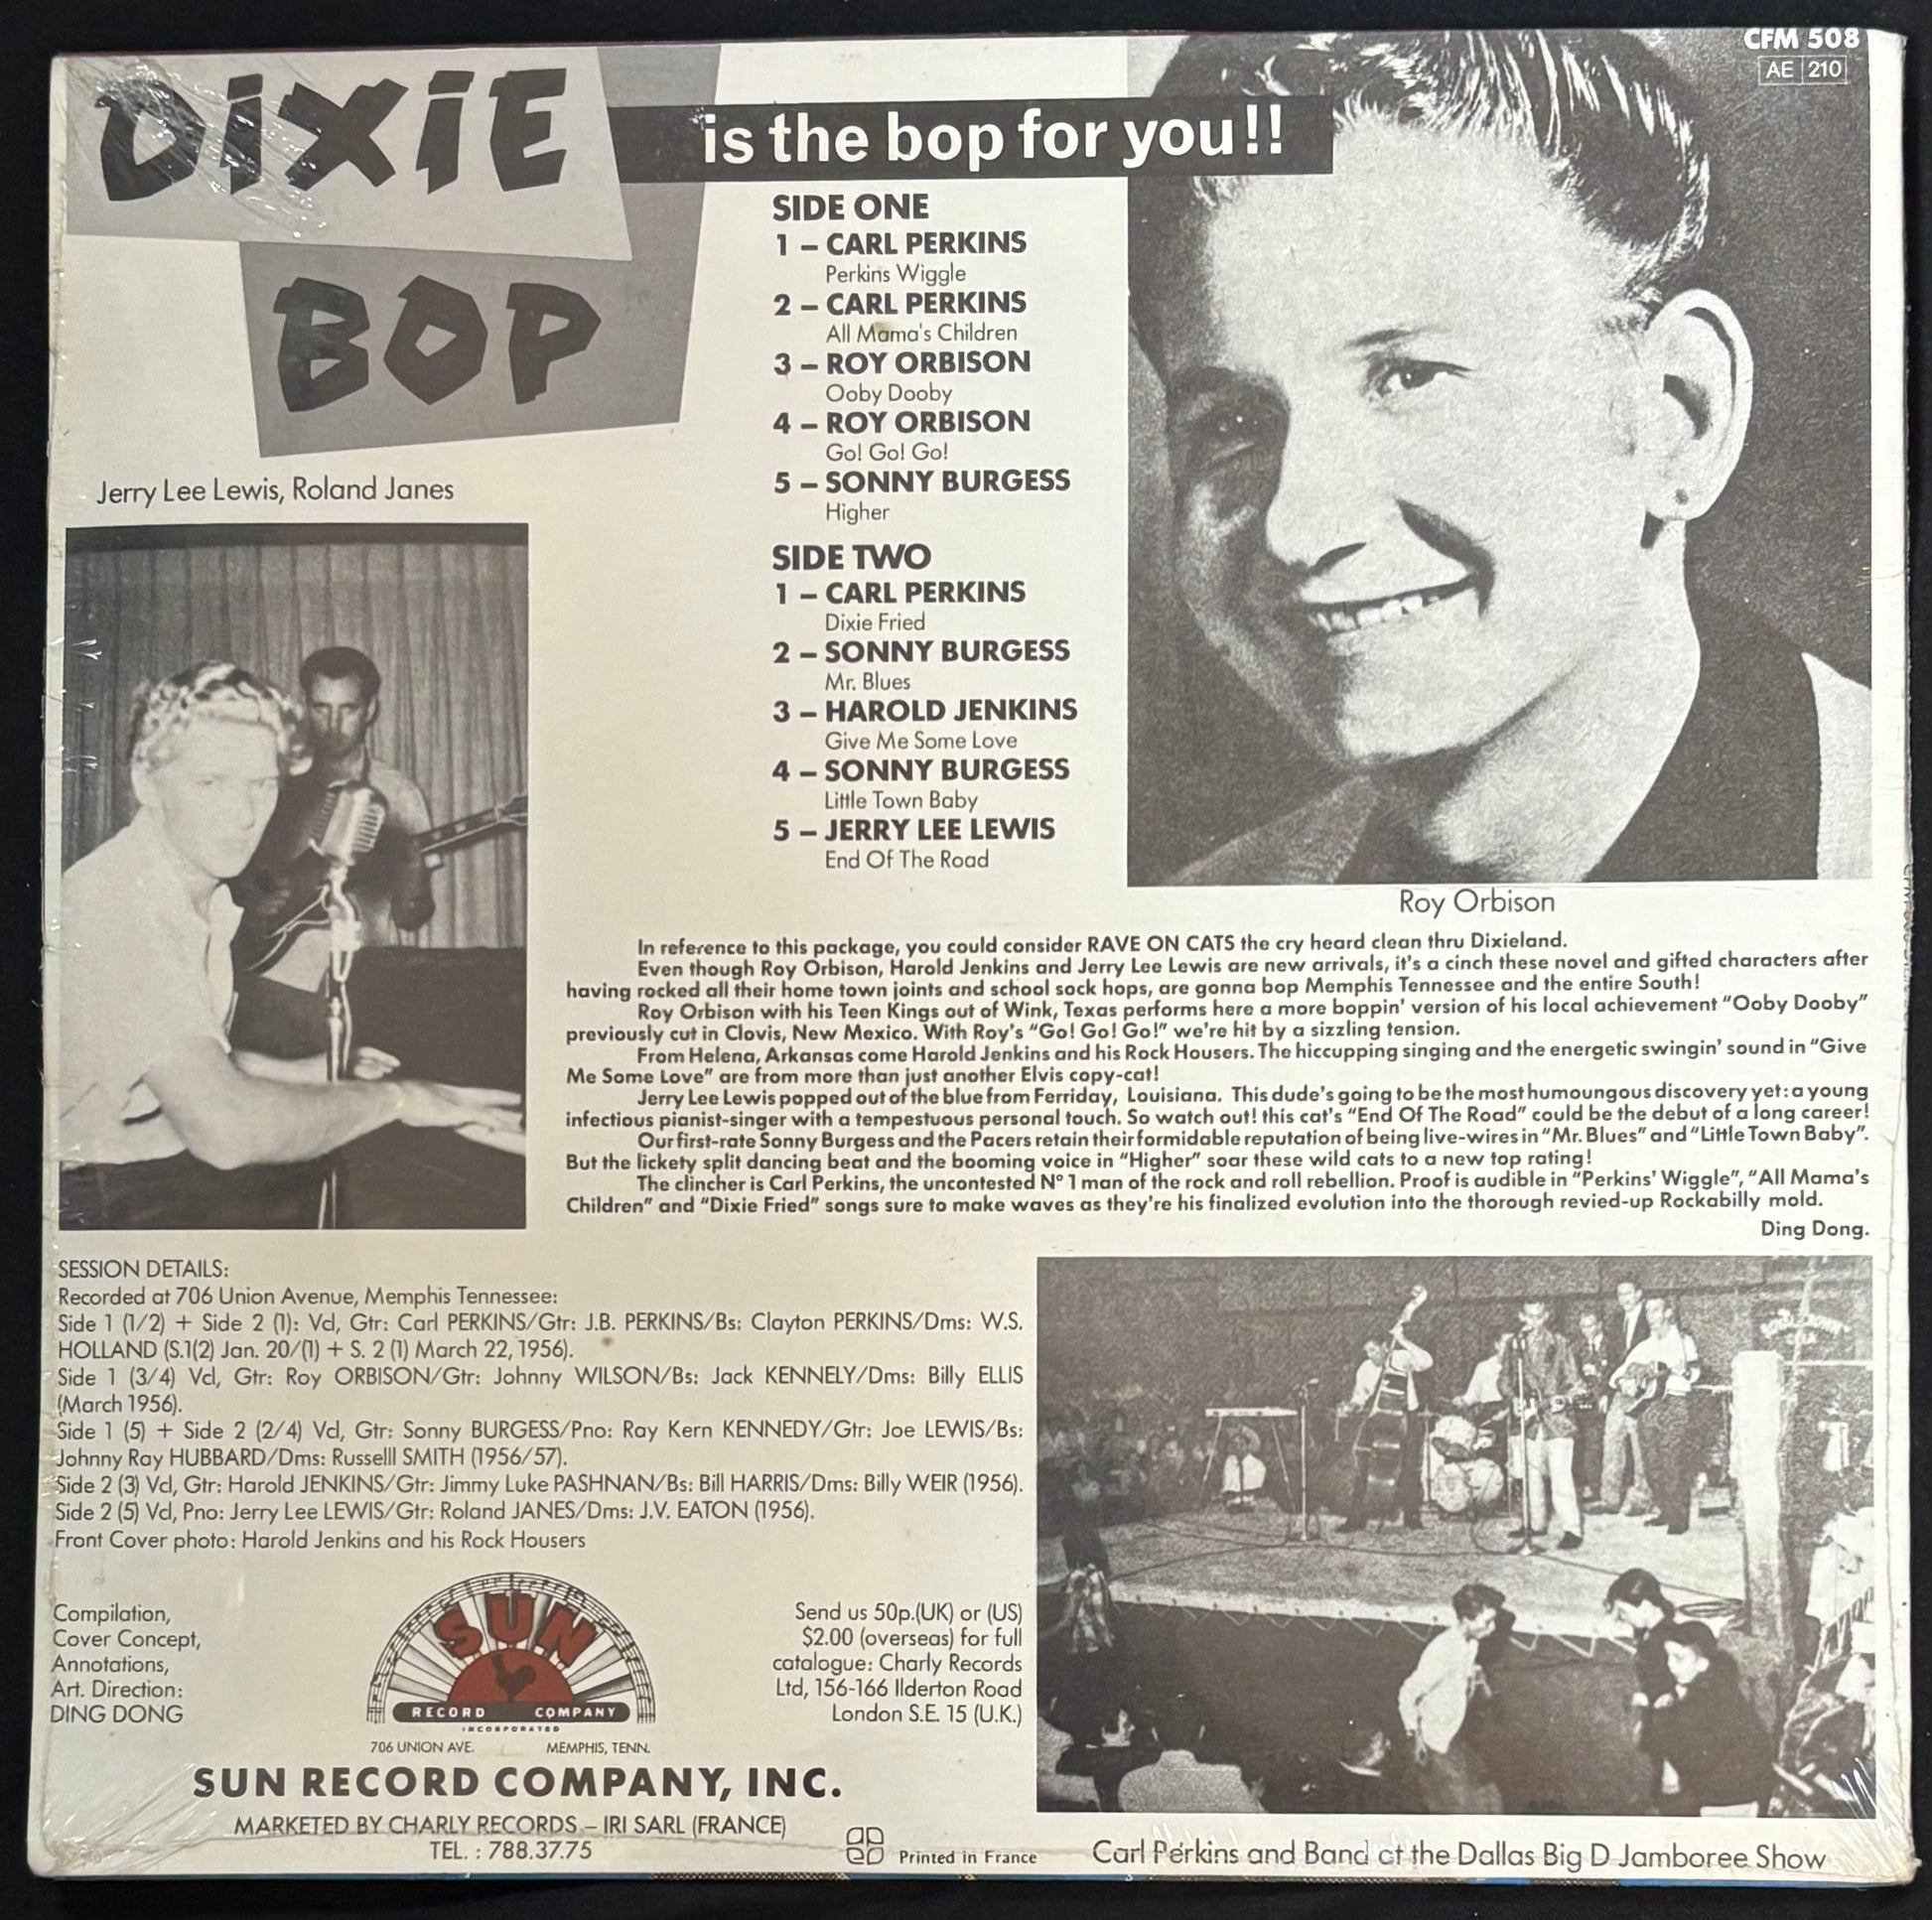 CFM 508
AE 210
DIXIE
is the bop for you!!
BOP
Jerry Lee Lewis, Roland Janes
SIDE ONE
1 – CARL PERKINS
Perkins Wiggle
2 – CARL PERKINS
All Mama's Children
3 – ROY ORBISON
Ooby Dooby
4 – ROY ORBISON
Go! Go! Go!
5 – SONNY BURGESS
Higher
SIDE TWO
1 – CARL PERKINS
Dixie Fried
2 – SONNY BURGESS
Mr. Blues
3 – HAROLD JENKINS
Give Me Some Love
4 – SONNY BURGESS
Little Town Baby
5 – JERRY LEE LEWIS
End Of The Road
Roy Orbison
In reference to this package, you could consider RAVE ON CATS the cry heard clean thru Dixieland.
Even though Roy Orbison, Harold Jenkins and Jerry Lee Lewis are new arrivals, it's a cinch these novel and gifted characters after
having rocked all their home town joints and school sock hops, are gonna bop Memphis Tennessee and the entire South!
Roy Orbison with his Teen Kings out of Wink, Texas performs here a more boppin' version of his local achievement "Ooby Dooby"
previously cut in Clovis, New Mexico. With Roy's "Go! Go! Go!" we're hit by a sizzling tension.
From Helena, Arkansas come Harold Jenkins and his Rock Housers. The hiccupping singing and the energetic swingin' sound in "Give
Me Some Love" are from more than just another Elvis copy-cat!
Jerry Lee Lewis popped out of the blue from Ferriday, Louisiana. This dude's going to be the most humoungous discovery yet: a young
infectious pianist-singer with a tempestuous personal touch. So watch out! this cat's "End Of The Road" could be the debut of a long career!
Our first-rate Sonny Burgess and the Pacers retain their formidable reputation of being live-wires in "Mr. Blues" and "Little Town Baby".
But the lickety split dancing beat and the booming voice in "Higher" soar these wild cats to a new top rating!
The clincher is Carl Perkins, the uncontested N° 1 man of the rock and roll rebellion. Proof is audible in "Perkins' Wiggle", "All Mama's
Children" and "Dixie Fried" songs sure to make waves as they're his finalized evolution into the thorough revied-up Rockabilly mold.
Ding Dong.
SESSION DETAILS:
Recorded at 706 Union Avenue, Memphis Tennessee:
Side 1 (1/2) + Side 2 (1): Vcl, Gtr: Carl PERKINS/Gtr: J.B. PERKINS/Bs: Clayton PERKINS/Dms: W.S.
HOLLAND (S.1(2) Jan. 20/(1) + S. 2 (1) March 22, 1956).
Side 1 (3/4) Vcl, Gtr: Roy ORBISON/Gtr: Johnny WILSON/Bs: Jack KENNELY/Dms: Billy ELLIS
(March 1956).
Side 1 (5) + Side 2 (2/4) Vcl, Gtr: Sonny BURGESS/Pno: Ray Kern KENNEDY/Gtr: Joe LEWIS/Bs:
Johnny Ray HUBBARD/Dms: Russelll SMITH (1956/57).
Side 2 (3) Vcl, Gtr: Harold JENKINS/Gtr: Jimmy Luke PASHNAN/Bs: Bill HARRIS/Dms: Billy WEIR (1956).
Side 2 (5) Vcl, Pno: Jerry Lee LEWIS/Gtr: Roland JANES/Dms: J.V. EATON (1956).
Front Cover photo: Harold Jenkins and his Rock Housers
Compilation,
Cover Concept,
Annotations,
Art. Direction:
DING DONG
SUN
RECORD COMPANY
INCORPORATED
706 UNION AVE. MEMPHIS, TENN.
Send us 50p.(UK) or (US)
$2.00 (overseas) for full
catalogue: Charly Records
Ltd, 156-166 Ilderton Road
London S.E. 15 (U.K.)
SUN RECORD COMPANY, INC.
MARKETED BY CHARLY RECORDS – IRI SARL (FRANCE)
TEL. : 788.37.75
Printed in France
Carl Perkins and Band at the Dallas Big D Jamboree Show